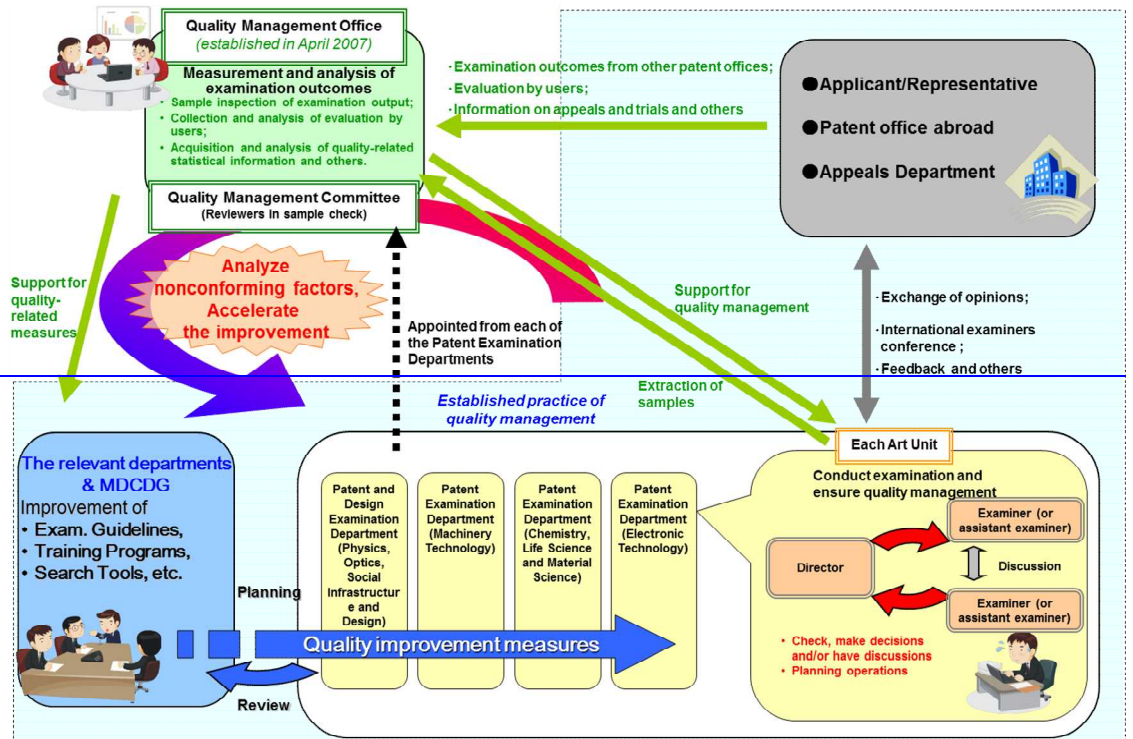 Quality Management Office
(established in April 2007)
Measurement and analysis of
examination outcomes
• Sample inspection of examination output;
• Collection and analysis of evaluation by
users;
• Acquisition and analysis of quality-related
statistical information and others.
Quality Management Committee
(Reviewers in sample check)
· Examination outcomes from other patent offices;
· Evaluation by users;
· Information on appeals and trials and others
●Applicant/Representative
●Patent office abroad
●Appeals Department
Support for
quality-
related
measures
Analyze
nonconforming factors,
Accelerate
the improvement
Appointed from each of
the Patent Examination
Departments
Support for
quality management
Extraction of
samples
· Exchange of opinions;
· International examiners
conference ;
· Feedback and others
Established practice of
quality management
The relevant departments
& MDCDG
Improvement of
• Exam. Guidelines,
• Training Programs,
• Search Tools, etc.
Planning
Review
Patent and
Design
Examination
Department
(Physics,
Optics,
Social
Infrastructur
e and
Design)
Patent
Examination
Department
(Machinery
Technology)
Patent
Examination
Department
(Chemistry,
Life Science
and Material
Science)
Patent
Examination
Department
(Electronic
Technology)
Quality improvement measures
Each Art Unit
Conduct examination and
ensure quality management
Director
Examiner (or
assistant examiner)
Discussion
Examiner (or
assistant examiner)
• Check, make decisions
and/or have discussions
• Planning operations